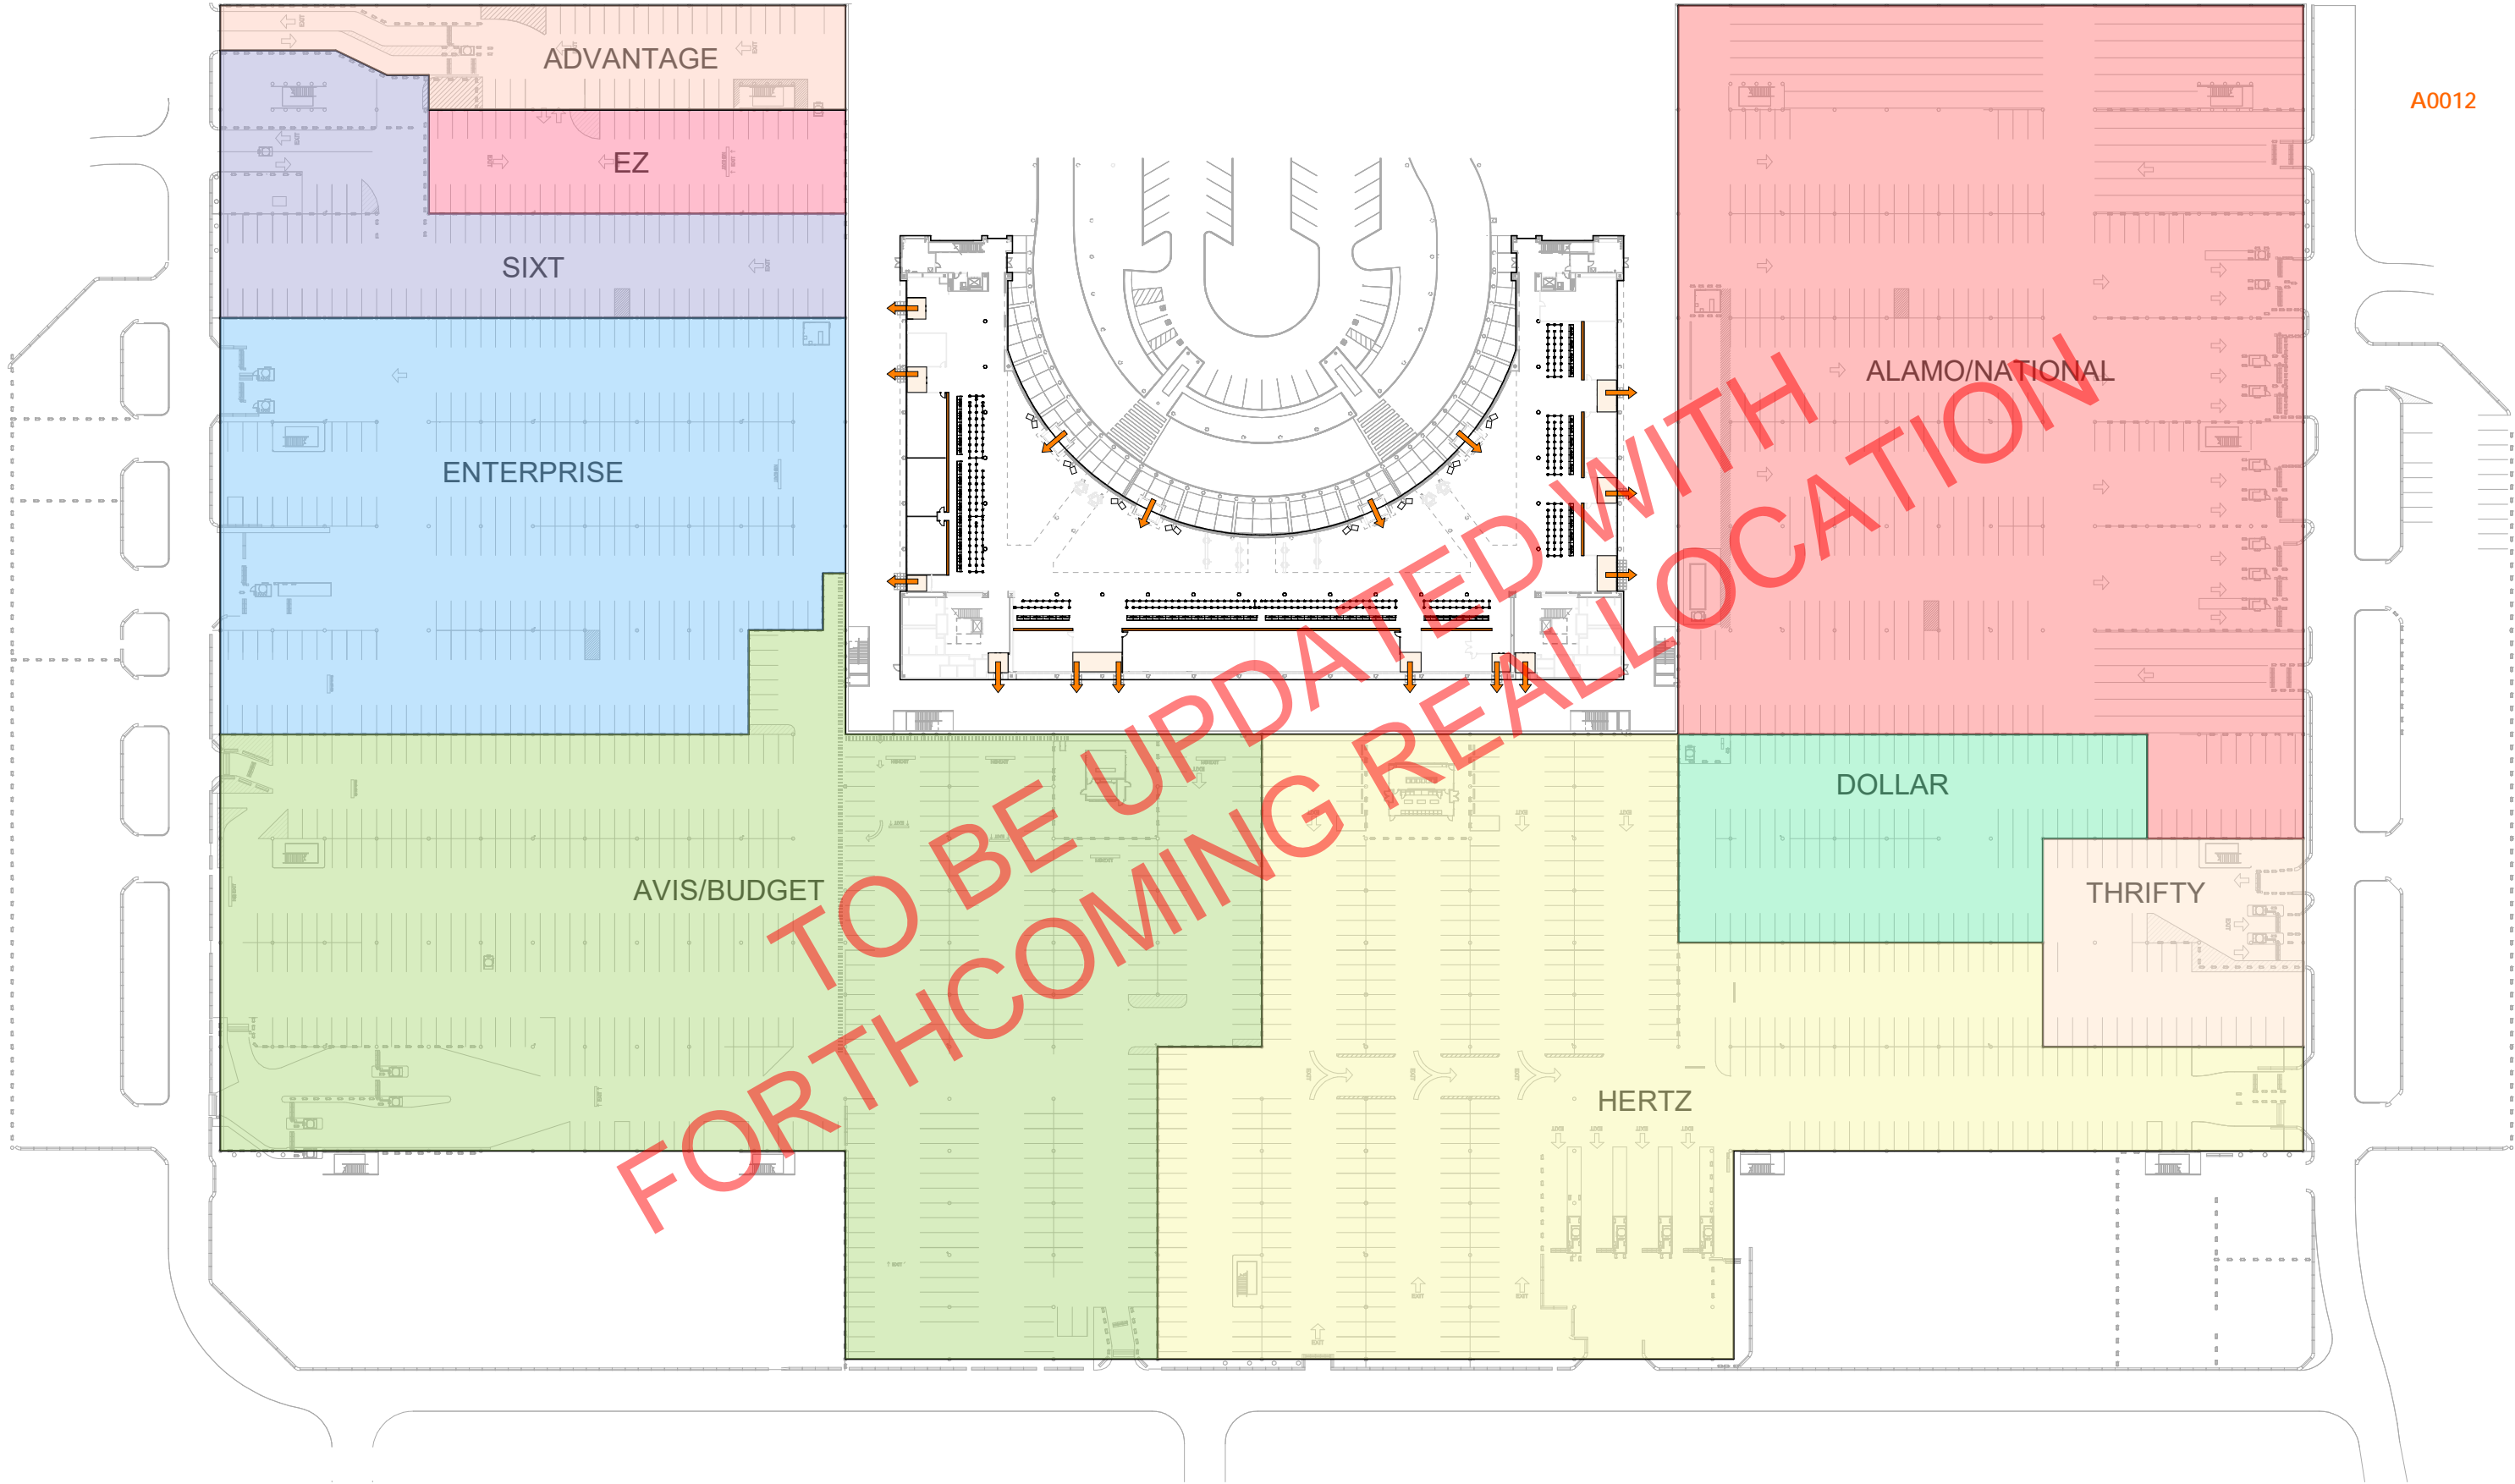 ADVANTAGE
A0012
EZ
SIXT
ALAMO/NATIONAL
ENTERPRISE
DOLLAR
AVIS/BUDGET
THRIFTY
HERTZ
TO BE UPDATED WITH
FORTHCOMING REALLOCATION